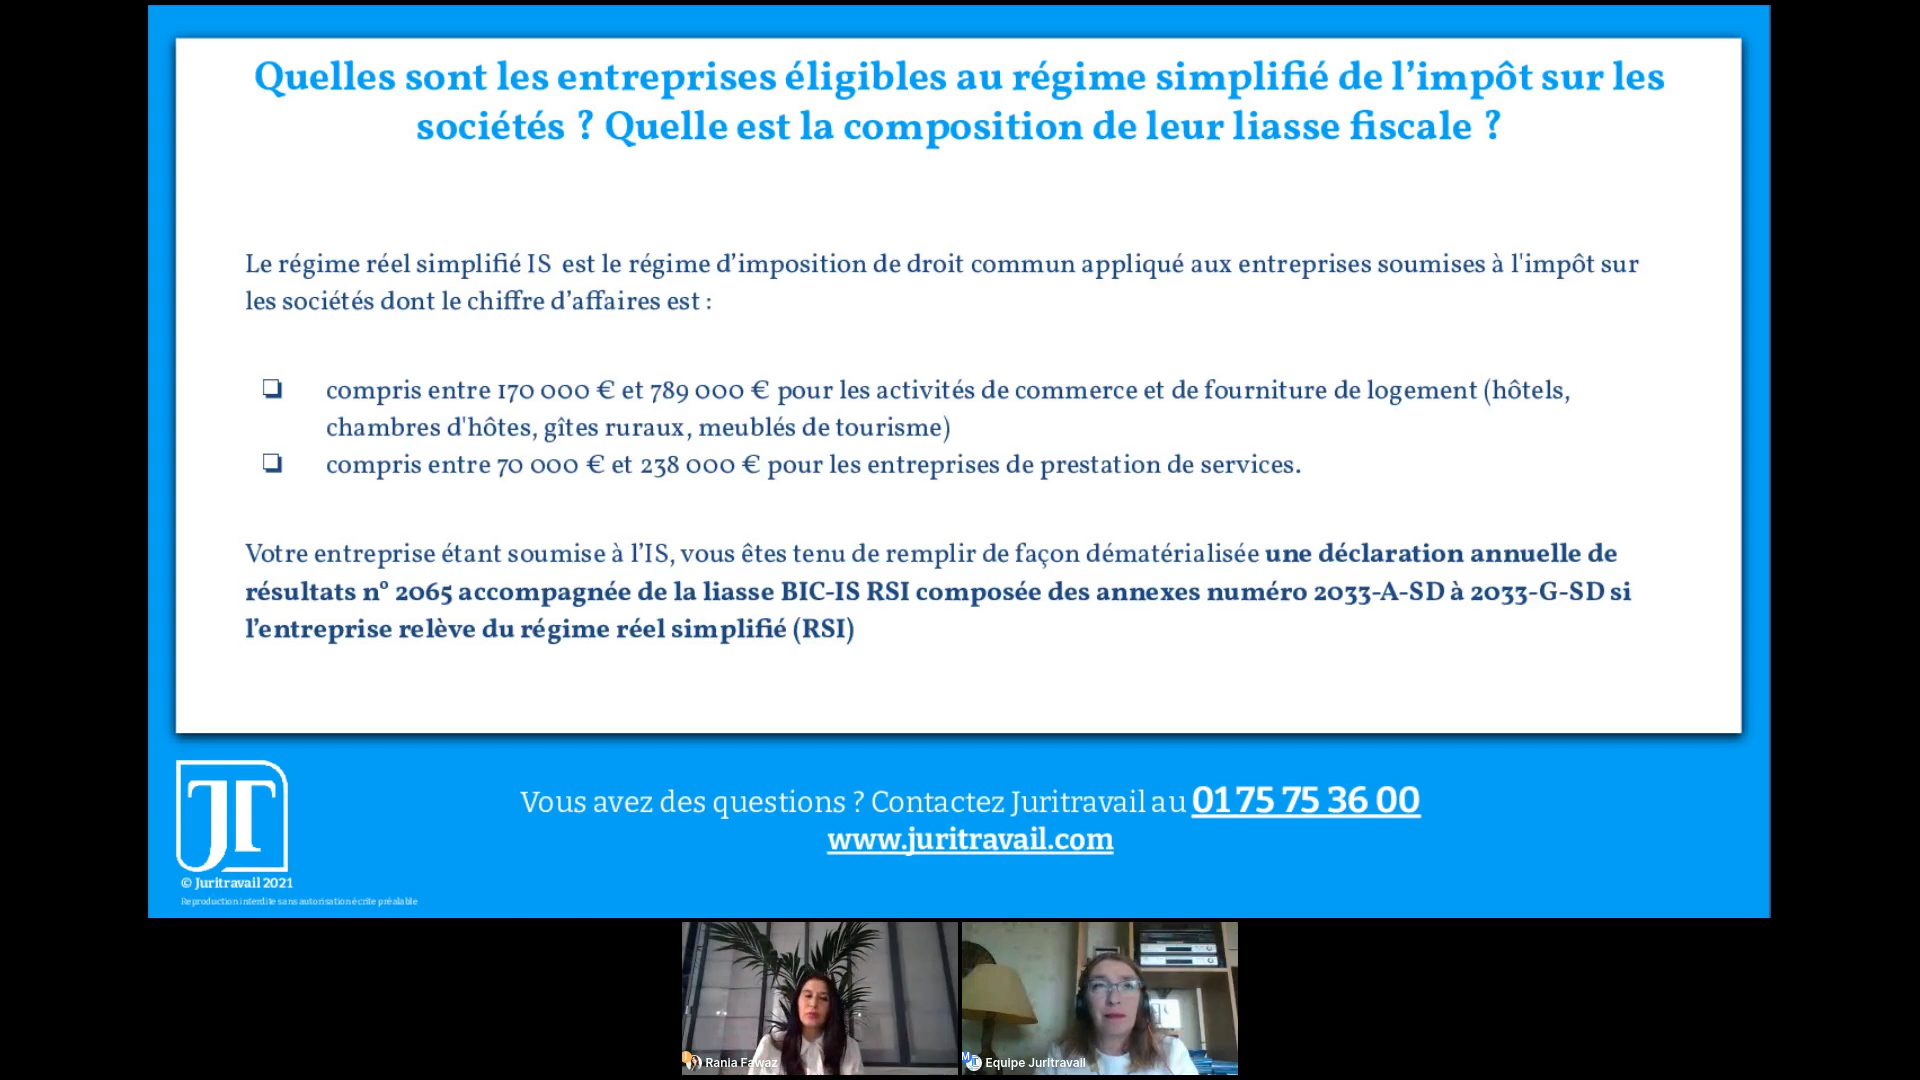 Quelles sont les entreprises éligibles au régime simplifié de l’impôt sur les
sociétés ? Quelle est la composition de leur liasse fiscale ?
Le régime réel simplifié IS est le régime d’imposition de droit commun appliqué aux entreprises soumises à l'impôt sur
les sociétés dont le chiffre d’affaires est :
❏ compris entre 170 000 € et 789 000 € pour les activités de commerce et de fourniture de logement (hôtels,
chambres d'hôtes, gîtes ruraux, meublés de tourisme)
❏ compris entre 70 000 € et 238 000 € pour les entreprises de prestation de services.
Votre entreprise étant soumise à l’IS, vous êtes tenu de remplir de façon dématérialisée une déclaration annuelle de
résultats n° 2065 accompagnée de la liasse BIC-IS RSI composée des annexes numéro 2033-A-SD à 2033-G-SD si
l’entreprise relève du régime réel simplifié (RSI)
JT
Vous avez des questions ? Contactez Juritravail au 01 75 75 36 00
www.juritravail.com
© Juritravail 2021
Reproduction interdite sans autorisation écrite préalable
Rania Fawaz
Equipe Juritravail